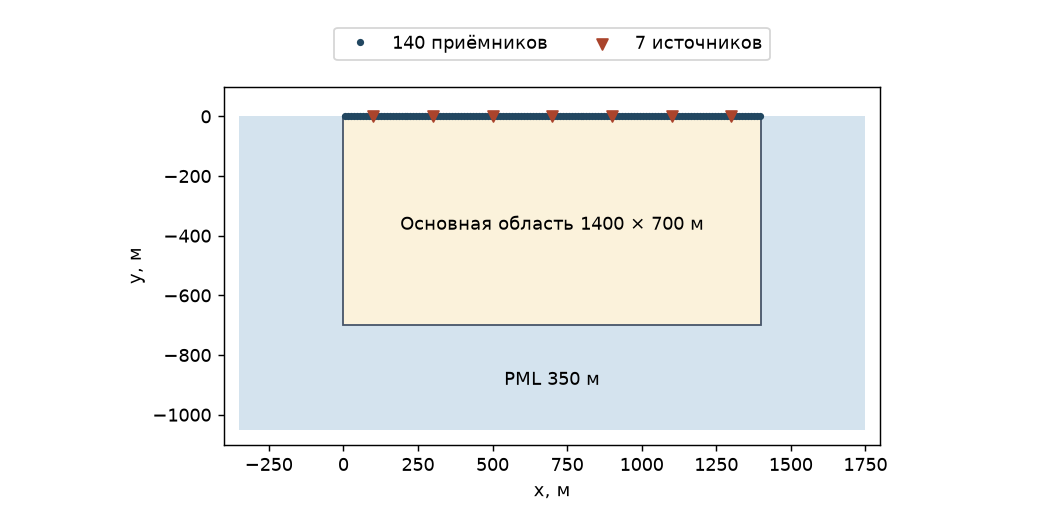 140 приёмников 7 источников
0
−200
−400
−600
−800
−1000
y, м
Основная область 1400 × 700 м
PML 350 м
−250 0 250 500 750 1000 1250 1500 1750
x, м